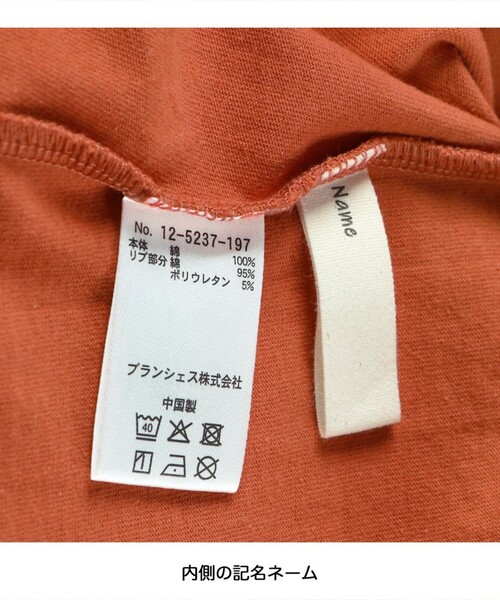 No. 12-5237-197
本体 綿 100%
リブ部分 綿 95%
ポリウレタン 5%
ブランシェス株式会社
中国製
40
Name
内側の記名ネーム